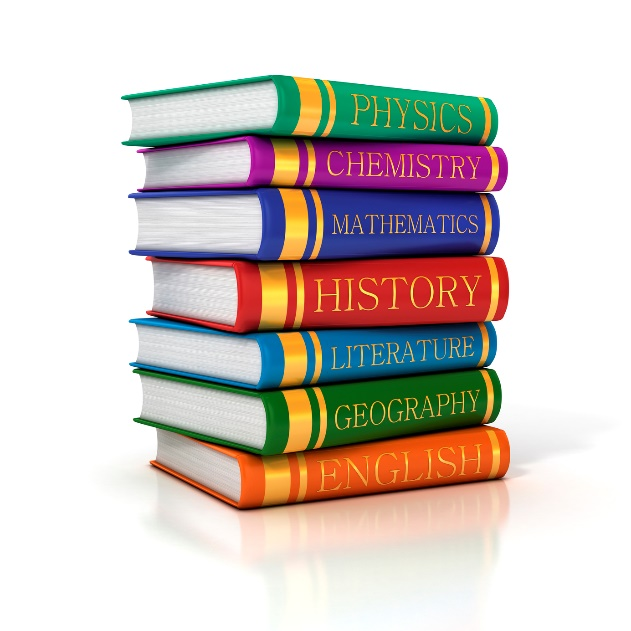 PHYSICS
CHEMISTRY
MATHEMATICS
HISTORY
LITERATURE
GEOGRAPHY
ENGLISH